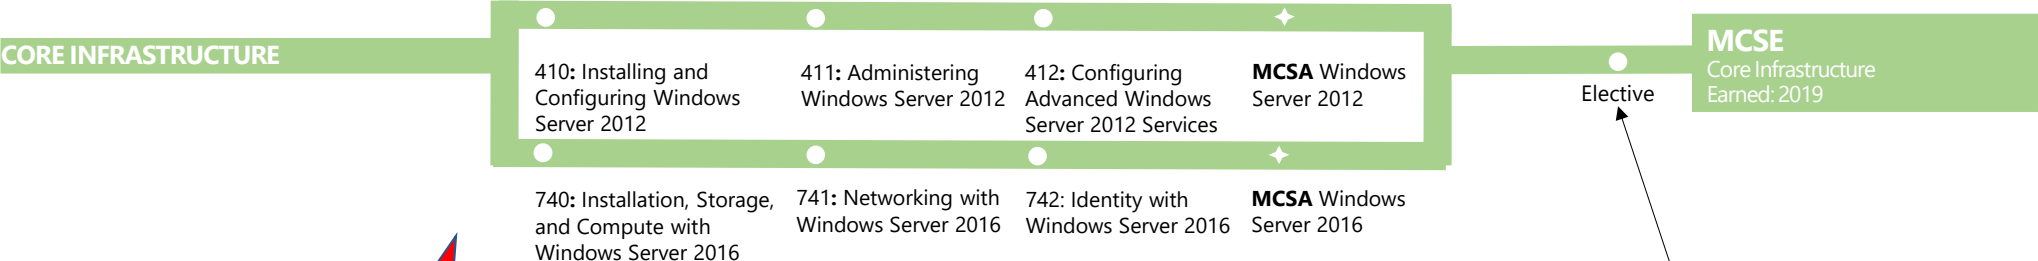 CORE INFRASTRUCTURE
410: Installing and
Configuring Windows
Server 2012
411: Administering
Windows Server 2012
412: Configuring
Advanced Windows
Server 2012 Services
MCSA Windows
Server 2012
740: Installation, Storage,
and Compute with
Windows Server 2016
741: Networking with
Windows Server 2016
742: Identity with
Windows Server 2016
MCSA Windows
Server 2016
Elective
MCSE
Core Infrastructure
Earned: 2019